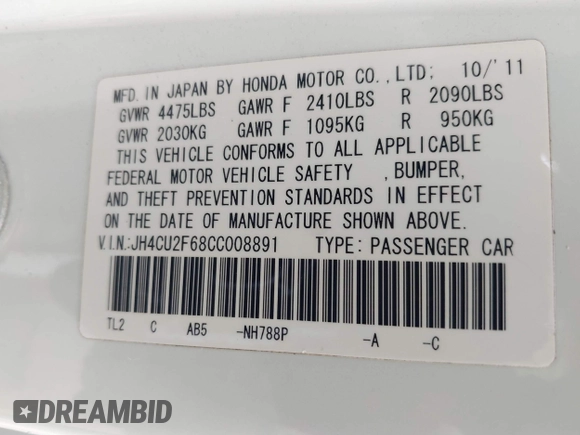 MFD. IN JAPAN BY HONDA MOTOR CO.,LTD: 10/'11
GVWR 4475LBS GAWR F 2410LBS R 2090LBS
GVWR 2030KG GAWR F 1095KG R 950KG
THIS VEHICLE CONFORMS TO ALL APPLICABLE
FEDERAL MOTOR VEHICLE SAFETY ,BUMPER,
AND THEFT PREVENTION STANDARDS IN EFFECT
ON THE DATE OF MANUFACTURE SHOWN ABOVE.
V.I.N:JH4CU2F68CC008891 TYPE: PASSENGER CAR
TL2 C AB5 -NH788P -A -C
DREAMBID